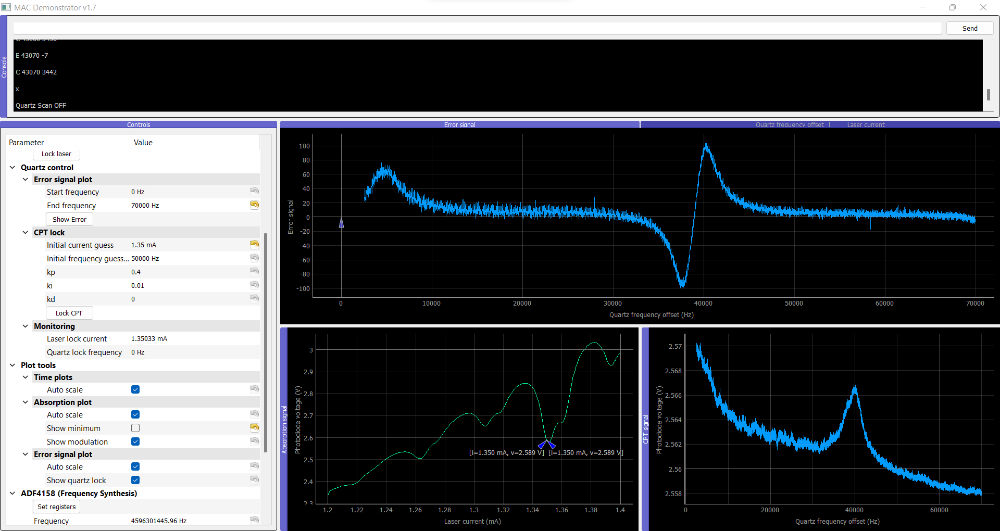 MAC Demonstrator v1.7
Send
Console
E 43070 -7
C 43070 3442
x
Quartz Scan OFF
Controls
Parameter Value
Lock laser
Quartz control
Error signal plot
Start frequency 0 Hz
End frequency 70000 Hz
Show Error
CPT lock
Initial current guess 1.35 mA
Initial frequency guess... 50000 Hz
kp 0.4
ki 0.01
kd 0
Lock CPT
Monitoring
Laser lock current 1.35033 mA
Quartz lock frequency 0 Hz
Plot tools
Time plots
Auto scale
Absorption plot
Auto scale
Show minimum
Show modulation
Error signal plot
Auto scale
Show quartz lock
ADF4158 (Frequency Synthesis)
Set registers
Frequency 4596301445.96 Hz
Error signal
Quartz frequency offset | Laser current
Error signal
100
80
60
40
20
0
-20
-40
-60
-80
-100
0 10000 20000 30000 40000 50000 60000 70000
Quartz frequency offset (Hz)
Absorption signal
Photodiode voltage (V)
3
2.9
2.8
2.7
2.6
2.5
2.4
2.3
[i=1.350 mA, v=2.589 V] [i=1.350 mA, v=2.589 V]
1.2 1.22 1.24 1.26 1.28 1.3 1.32 1.34 1.36 1.38 1.4
Laser current (mA)
CPT signal
Photodiode voltage (V)
2.57
2.568
2.566
2.564
2.562
2.56
2.558
0 20000 40000 60000
Quartz frequency offset (Hz)